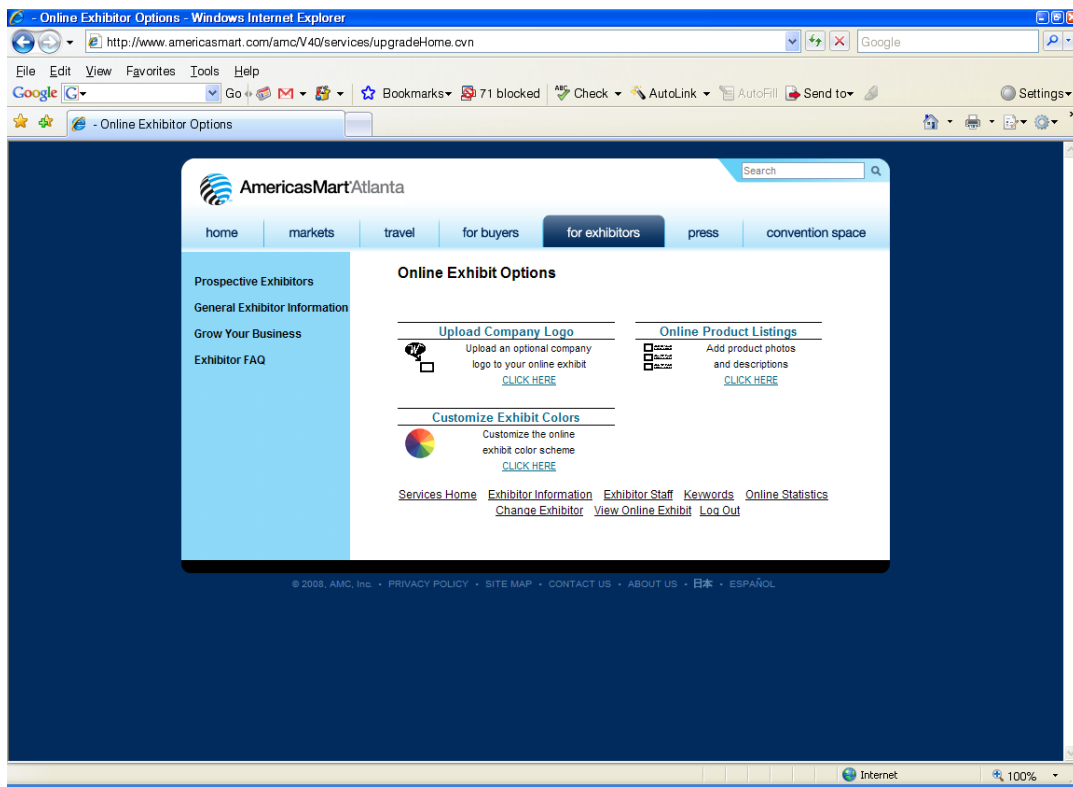 - Online Exhibitor Options - Windows Internet Explorer
http://www.americasmart.com/amc/V40/services/upgradeHome.cvn
Google
File Edit View Favorites Tools Help
Google G Go Bookmarks 71 blocked ABC Check AutoLink AutoFill Send to Settings
- Online Exhibitor Options
AmericasMart Atlanta
Search
home markets travel for buyers for exhibitors press convention space
Prospective Exhibitors
General Exhibitor Information
Grow Your Business
Exhibitor FAQ
Online Exhibit Options
Upload Company Logo
Upload an optional company
logo to your online exhibit
CLICK HERE
Online Product Listings
Add product photos
and descriptions
CLICK HERE
Customize Exhibit Colors
Customize the online
exhibit color scheme
CLICK HERE
Services Home Exhibitor Information Exhibitor Staff Keywords Online Statistics
Change Exhibitor View Online Exhibit Log Out
© 2008, AMC, Inc. • PRIVACY POLICY • SITE MAP • CONTACT US • ABOUT US • 日本 • ESPAÑOL
Internet 100%